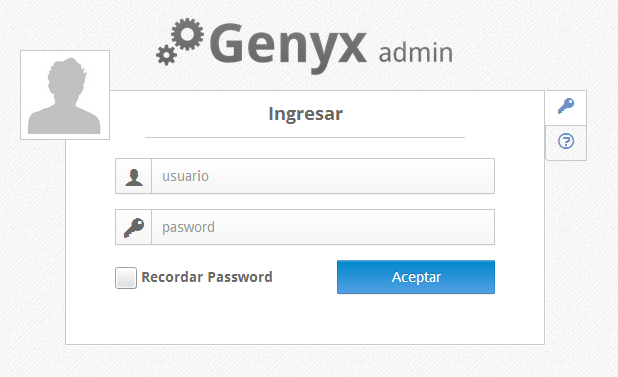 Genyx admin
Ingresar
usuario
pasword
Recordar Password
Aceptar